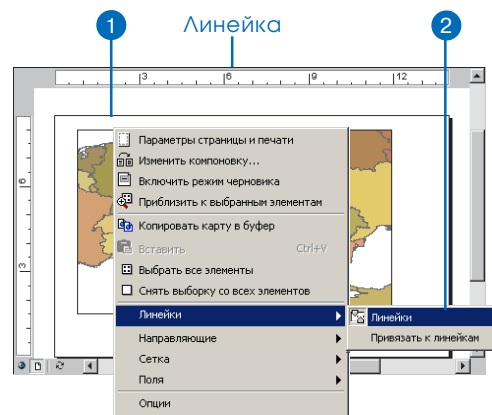 1
Линейка
2
3
6
9
12
6
3
Параметры страницы и печати
Изменить компоновку...
Включить режим черновика
Приблизить к выбранным элементам
Копировать карту в буфер
Вставить Ctrl+V
Выбрать все элементы
Снять выборку со всех элементов
Линейки
Линейки
Направляющие
Привязать к линейкам
Сетка
Поля
Опции